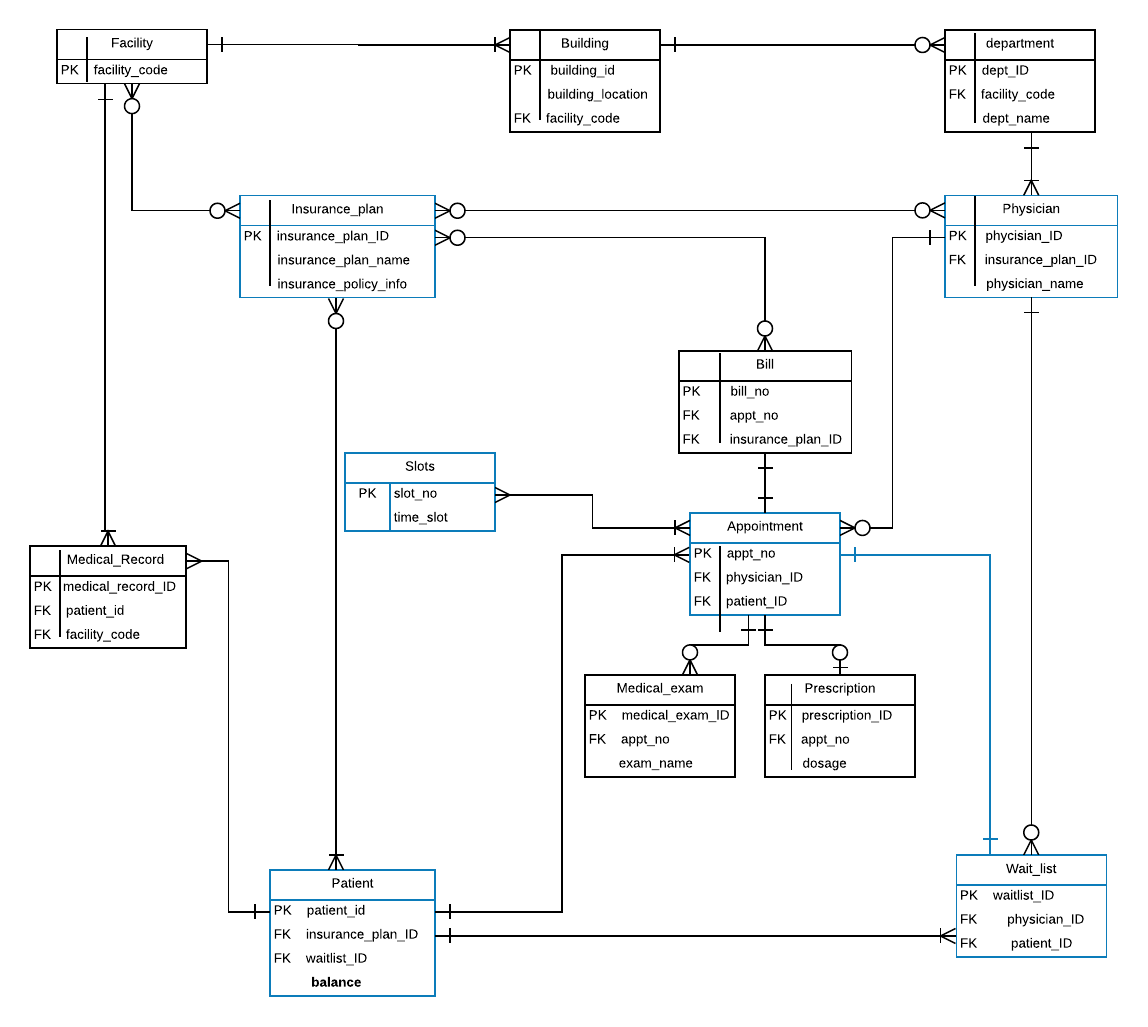 Facility
PK facility_code
Building
PK building_id
building_location
FK facility_code
department
PK dept_ID
FK facility_code
dept_name
Insurance_plan
PK insurance_plan_ID
insurance_plan_name
insurance_policy_info
Physician
PK phycisian_ID
FK insurance_plan_ID
physician_name
Bill
PK bill_no
FK appt_no
FK insurance_plan_ID
Slots
PK slot_no
time_slot
Appointment
PK appt_no
FK physician_ID
FK patient_ID
Medical_Record
PK medical_record_ID
FK patient_id
FK facility_code
Medical_exam
PK medical_exam_ID
FK appt_no
exam_name
Prescription
PK prescription_ID
FK appt_no
dosage
Patient
PK patient_id
FK insurance_plan_ID
FK waitlist_ID
balance
Wait_list
PK waitlist_ID
FK physician_ID
FK patient_ID